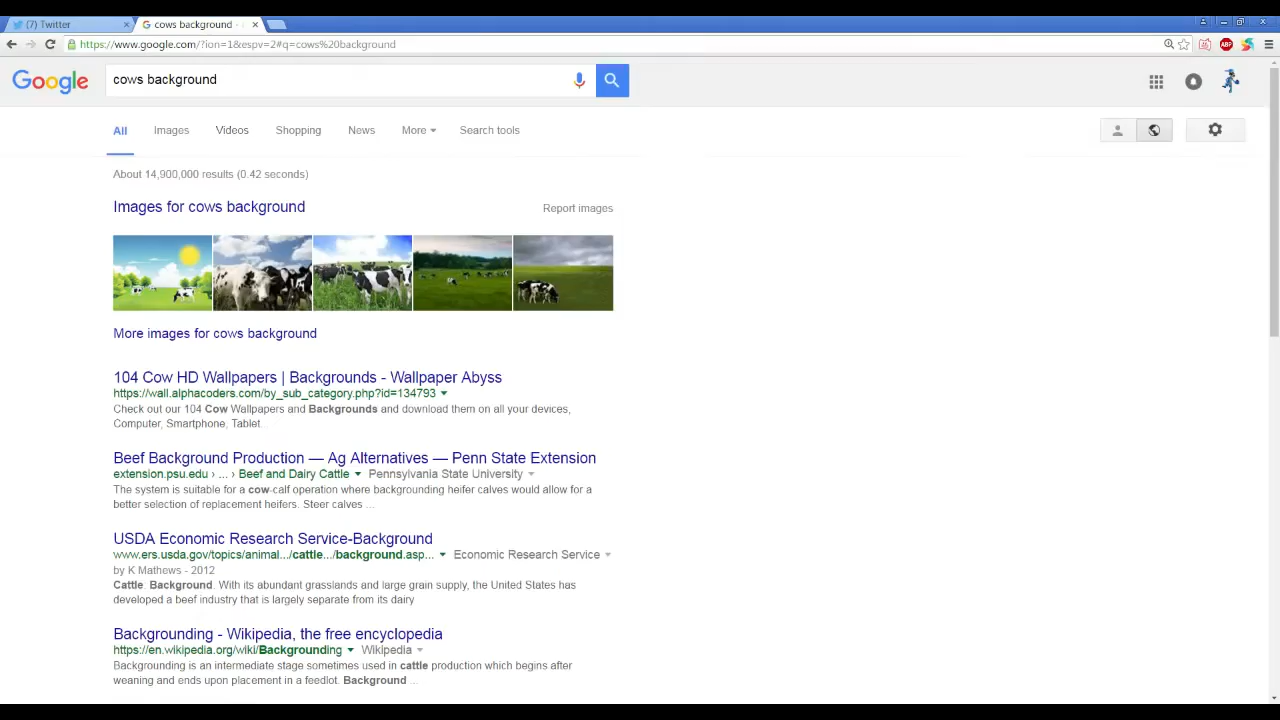 (7) Twitter
cows background -
https://www.google.com/?ion=1&espv=2#q=cows%20background
ABP
Google
cows background
All Images Videos Shopping News More Search tools
About 14,900,000 results (0.42 seconds)
Images for cows background
Report images
More images for cows background
104 Cow HD Wallpapers | Backgrounds - Wallpaper Abyss
https://wall.alphacoders.com/by_sub_category.php?id=134793
Check out our 104 Cow Wallpapers and Backgrounds and download them on all your devices,
Computer, Smartphone, Tablet.
Beef Background Production — Ag Alternatives — Penn State Extension
extension.psu.edu › ... › Beef and Dairy Cattle Pennsylvania State University
The system is suitable for a cow-calf operation where backgrounding heifer calves would allow for a
better selection of replacement heifers. Steer calves ...
USDA Economic Research Service-Background
www.ers.usda.gov/topics/animal.../cattle.../background.asp... Economic Research Service
by K Mathews - 2012
Cattle. Background. With its abundant grasslands and large grain supply, the United States has
developed a beef industry that is largely separate from its dairy
Backgrounding - Wikipedia, the free encyclopedia
https://en.wikipedia.org/wiki/Backgrounding Wikipedia
Backgrounding is an intermediate stage sometimes used in cattle production which begins after
weaning and ends upon placement in a feedlot. Background ...